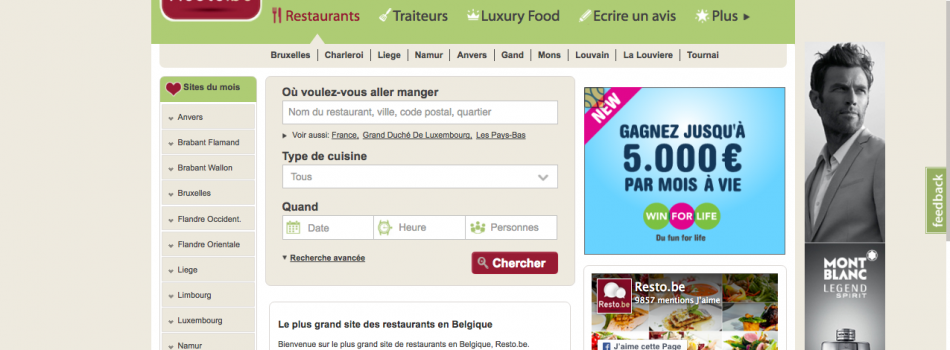 Resto.be
Restaurants
Traiteurs
Luxury Food
Ecrire un avis
Plus
Bruxelles | Charleroi | Liege | Namur | Anvers | Gand | Mons | Louvain | La Louviere | Tournai
Sites du mois
Anvers
Brabant Flamand
Brabant Wallon
Bruxelles
Flandre Occident.
Flandre Orientale
Liege
Limbourg
Luxembourg
Namur
Où voulez-vous aller manger
Nom du restaurant, ville, code postal, quartier
Voir aussi: France, Grand Duché De Luxembourg, Les Pays-Bas
Type de cuisine
Tous
Quand
Date
Heure
Personnes
Recherche avancée
Chercher
Le plus grand site des restaurants en Belgique
Bienvenue sur le plus grand site de restaurants en Belgique, Resto.be.
NEW
GAGNEZ JUSQU'À
5.000 €
PAR MOIS À VIE
WIN FOR LIFE
Du fun for life
Resto.be
Resto.be
9857 mentions J'aime
J'aime cette Page
MONT
BLANC
LEGEND
SPIRIT
feedback